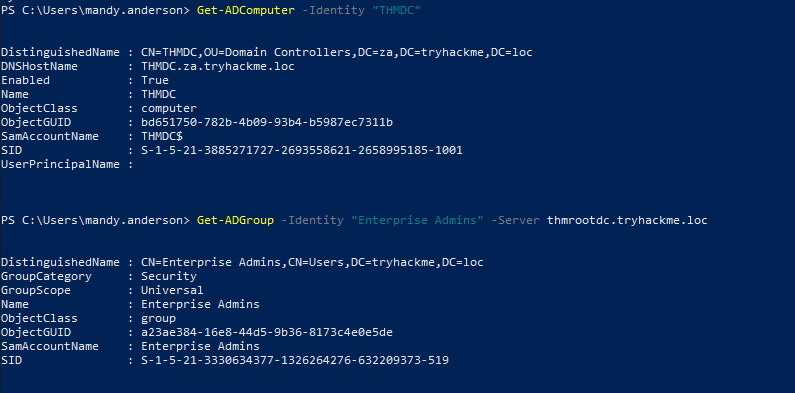 PS C:\Users\mandy.anderson> Get-ADComputer -Identity "THMDC"
DistinguishedName : CN=THMDC,OU=Domain Controllers,DC=za,DC=tryhackme,DC=loc
DNSHostName       : THMDC.za.tryhackme.loc
Enabled           : True
Name              : THMDC
ObjectClass       : computer
ObjectGUID        : bd651750-782b-4b09-93b4-b5987ec7311b
SamAccountName    : THMDC$
SID               : S-1-5-21-3885271727-2693558621-2658995185-1001
UserPrincipalName :
PS C:\Users\mandy.anderson> Get-ADGroup -Identity "Enterprise Admins" -Server thmrootdc.tryhackme.loc
DistinguishedName : CN=Enterprise Admins,CN=Users,DC=tryhackme,DC=loc
GroupCategory     : Security
GroupScope        : Universal
Name              : Enterprise Admins
ObjectClass       : group
ObjectGUID        : a23ae384-16e8-44d5-9b36-8173c4e0e5de
SamAccountName    : Enterprise Admins
SID               : S-1-5-21-3330634377-1326264276-632209373-519